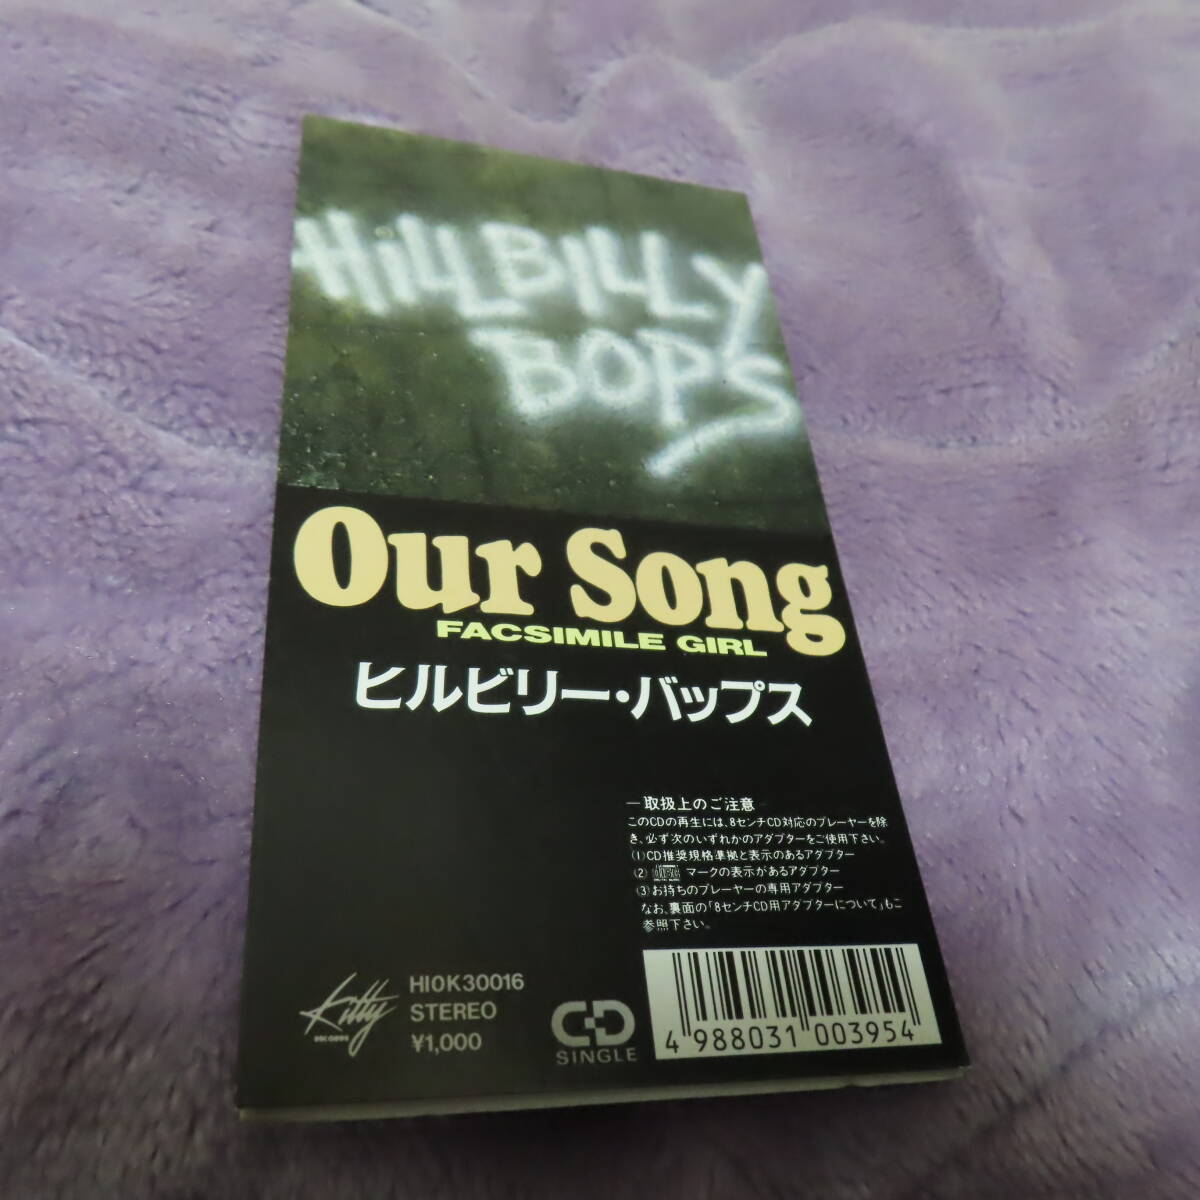 HILLBILLY
BOPS
Our Song
FACSIMILE GIRL
ヒルビリー・バップス
―取扱上のご注意
このCDの再生には、8センチCD対応のプレーヤーを除
き、必ず次のいずれかのアダプターをご使用下さい。
(1)CD推奨規格準拠と表示のあるアダプター
(2) マークの表示があるアダプター
(3)お持ちのプレーヤーの専用アダプター
なお、裏面の「8センチCD用アダプターについて」もご
参照下さい。
Kitty
RECORDS
H10K30016
STEREO
¥1,000
CD
SINGLE
4 988031 003954